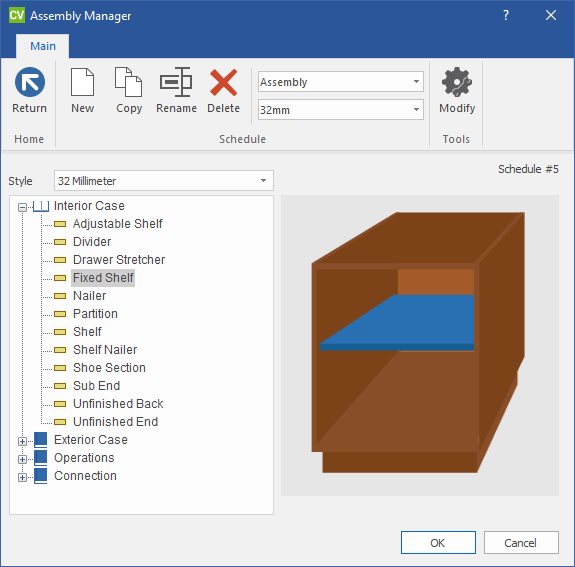 CV Assembly Manager ?
Main
Return New Copy Rename Delete Assembly 32mm Modify
Home Schedule Tools
Schedule #5
Style 32 Millimeter
Interior Case
Adjustable Shelf
Divider
Drawer Stretcher
Fixed Shelf
Nailer
Partition
Shelf
Shelf Nailer
Shoe Section
Sub End
Unfinished Back
Unfinished End
Exterior Case
Operations
Connection
OK Cancel